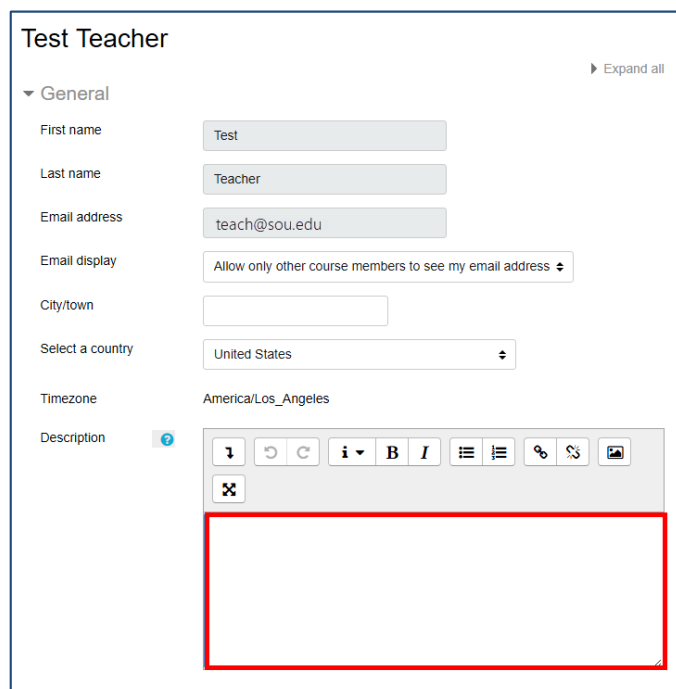 Test Teacher
Expand all
General
First name Test
Last name Teacher
Email address teach@sou.edu
Email display Allow only other course members to see my email address
City/town
Select a country United States
Timezone America/Los_Angeles
Description ?
i B I